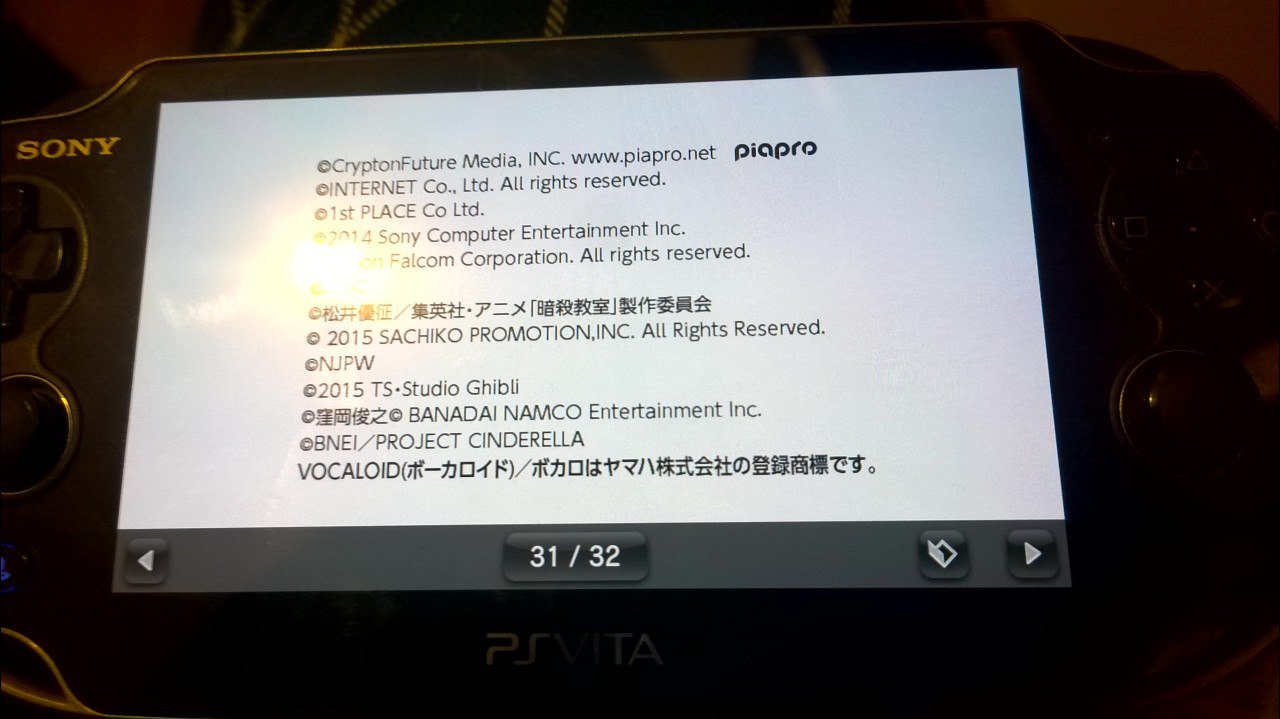 SONY
©CryptonFuture Media, INC. www.piapro.net piapro
©INTERNET Co., Ltd. All rights reserved.
©1st PLACE Co Ltd.
©2014 Sony Computer Entertainment Inc.
Falcom Corporation. All rights reserved.
©松井優征／集英社・アニメ「暗殺教室」製作委員会
© 2015 SACHIKO PROMOTION,INC. All Rights Reserved.
©NJPW
©2015 TS・Studio Ghibli
©窪岡俊之© BANADAI NAMCO Entertainment Inc.
©BNEI／PROJECT CINDERELLA
VOCALOID(ボーカロイド)／ボカロはヤマハ株式会社の登録商標です。
31 / 32
PSVITA